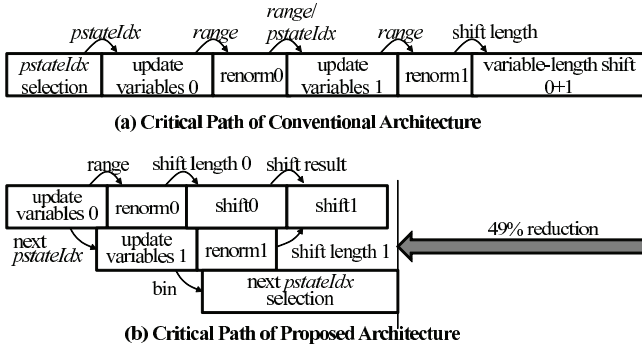 pstateIdx
range
range/
pstateIdx
range
shift length
pstateIdx
selection
update
variables 0
renorm0
update
variables 1
renorm1
variable-length shift
0+1
(a) Critical Path of Conventional Architecture
range
shift length 0
shift result
update
variables 0
renorm0
shift0
shift1
49% reduction
next
pstateIdx
update
variables 1
renorm1
shift length 1
bin
next pstateIdx
selection
(b) Critical Path of Proposed Architecture